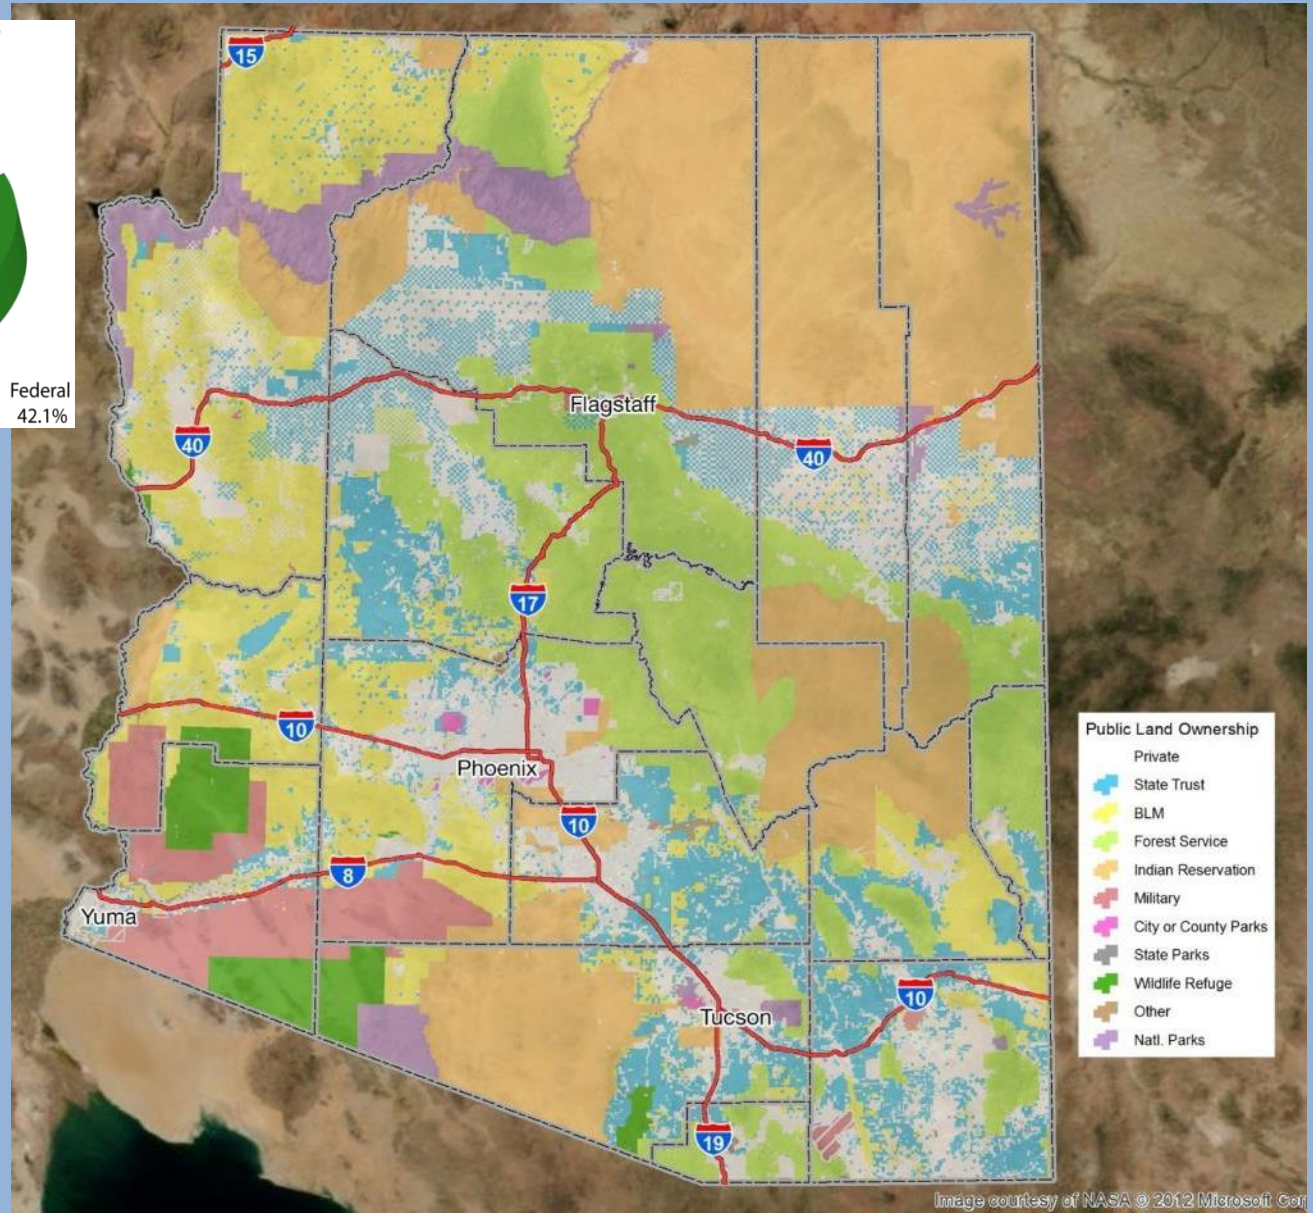 15
Federal
42.1%
Flagstaff
40
40
17
10
Phoenix
10
8
Yuma
10
Tucson
19
Public Land Ownership
Private
State Trust
BLM
Forest Service
Indian Reservation
Military
City or County Parks
State Parks
Wildlife Refuge
Other
Natl. Parks
Image courtesy of NASA © 2012 Microsoft Cor